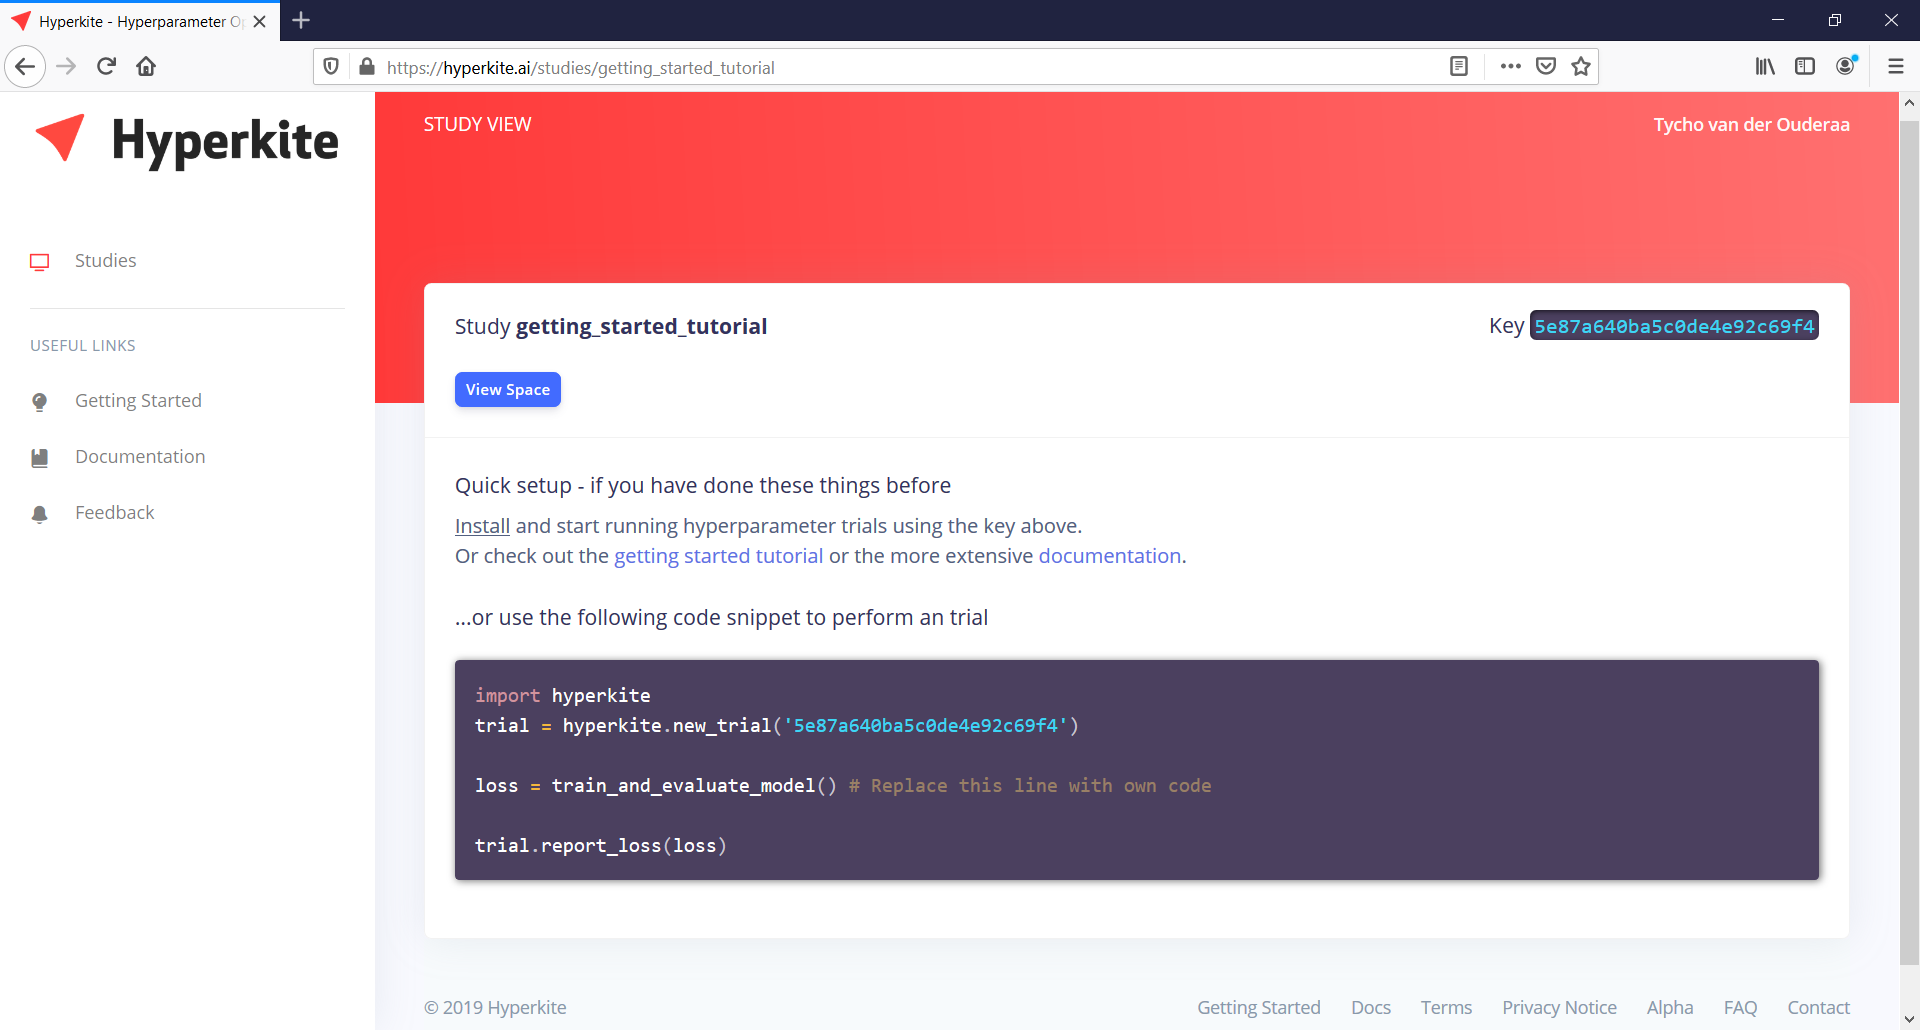 Hyperkite - Hyperparameter Op
https://hyperkite.ai/studies/getting_started_tutorial
Hyperkite
STUDY VIEW
Tycho van der Ouderaa
Studies
USEFUL LINKS
Getting Started
Documentation
Feedback
Study getting_started_tutorial
Key 5e87a640ba5c0de4e92c69f4
View Space
Quick setup - if you have done these things before
Install and start running hyperparameter trials using the key above.
Or check out the getting started tutorial or the more extensive documentation.
...or use the following code snippet to perform an trial
import hyperkite
trial = hyperkite.new_trial('5e87a640ba5c0de4e92c69f4')
loss = train_and_evaluate_model() # Replace this line with own code
trial.report_loss(loss)
© 2019 Hyperkite
Getting Started Docs Terms Privacy Notice Alpha FAQ Contact